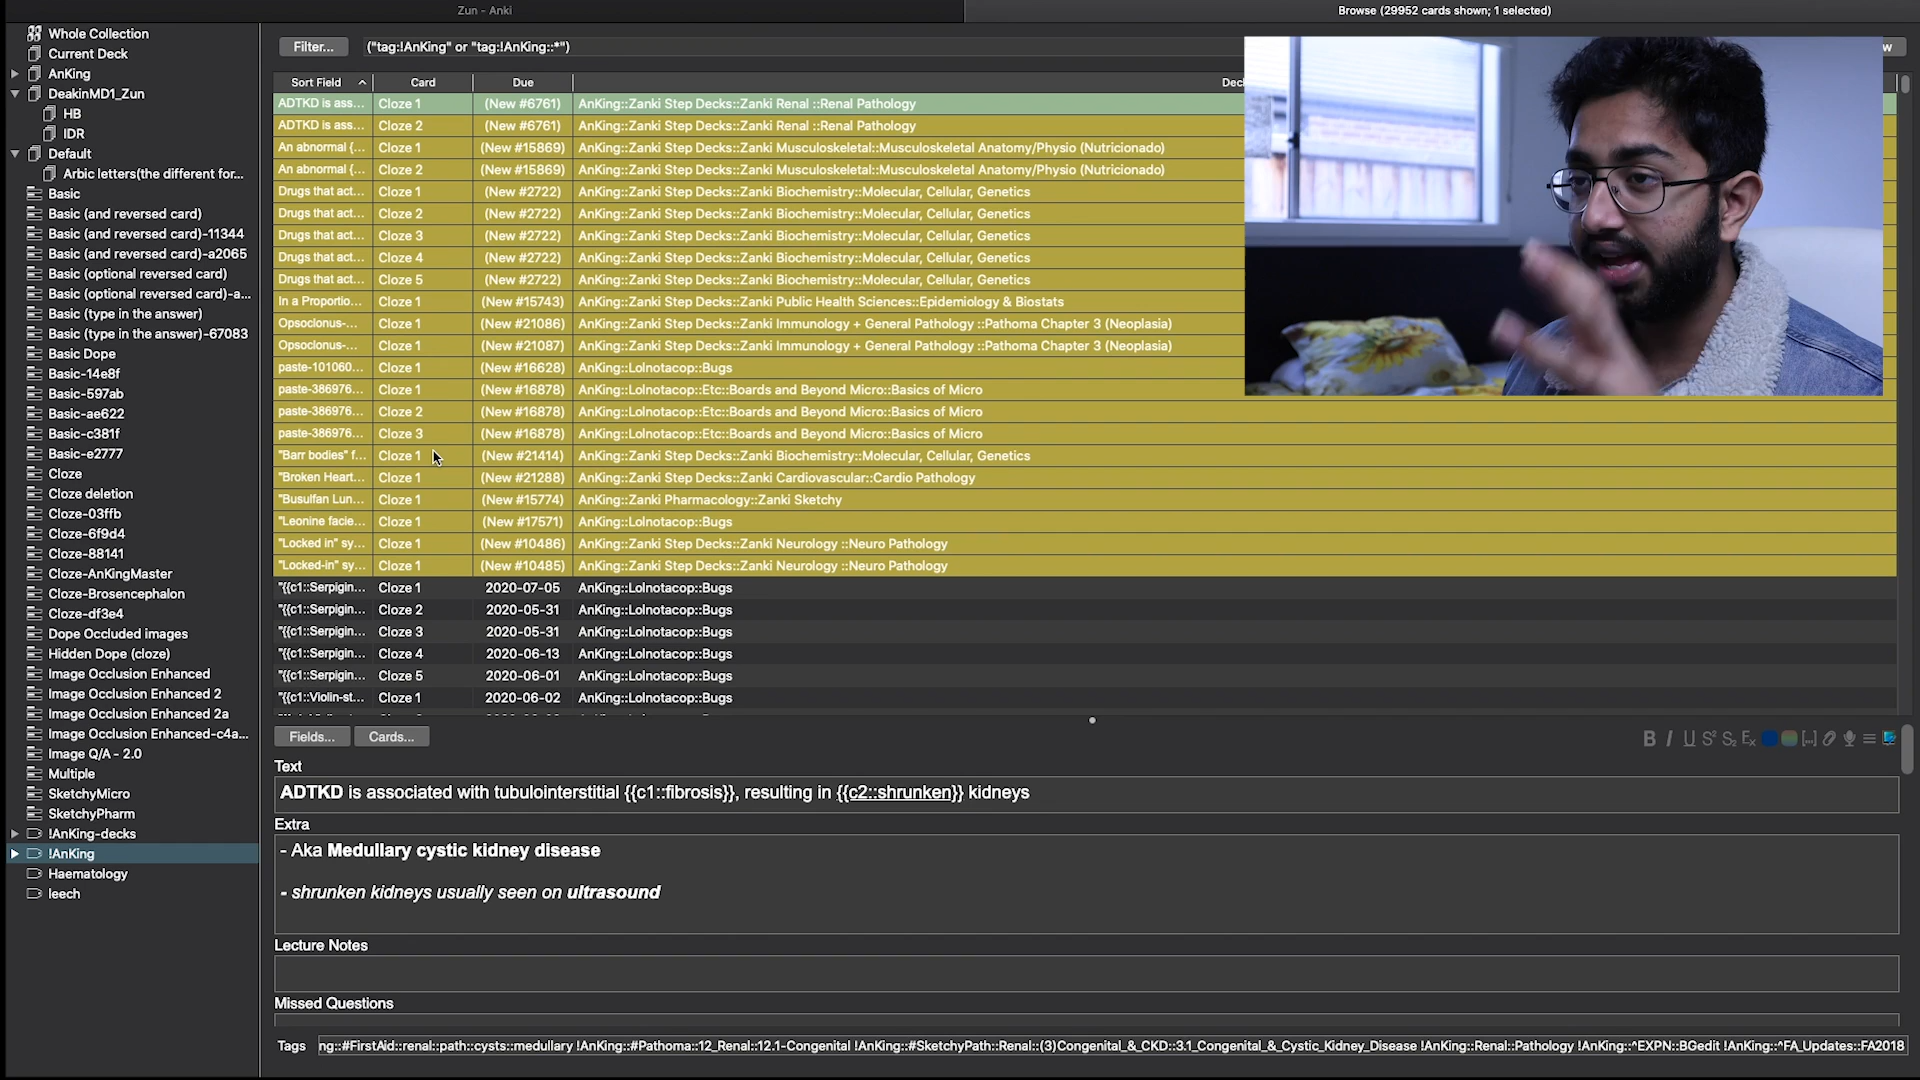 Zun - Anki
Browse (29952 cards shown; 1 selected)
Whole Collection
Current Deck
AnKing
DeakinMD1_Zun
HB
IDR
Default
Arbic letters(the different for...
Basic
Basic (and reversed card)
Basic (and reversed card)-11344
Basic (and reversed card)-a2065
Basic (optional reversed card)
Basic (optional reversed card)-a...
Basic (type in the answer)
Basic (type in the answer)-67083
Basic Dope
Basic-14e8f
Basic-597ab
Basic-ae622
Basic-c381f
Basic-e2777
Cloze
Cloze deletion
Cloze-03ffb
Cloze-6f9d4
Cloze-88141
Cloze-AnKingMaster
Cloze-Brosencephalon
Cloze-df3e4
Dope Occluded images
Hidden Dope (cloze)
Image Occlusion Enhanced
Image Occlusion Enhanced 2
Image Occlusion Enhanced 2a
Image Occlusion Enhanced-c4a...
Image Q/A - 2.0
Multiple
SketchyMicro
SketchyPharm
!AnKing-decks
!AnKing
Haematology
leech
Filter... ("tag:!AnKing" or "tag:!AnKing::*")
w
Sort Field Card Due Deck
ADTKD is ass... Cloze 1 (New #6761) AnKing::Zanki Step Decks::Zanki Renal ::Renal Pathology
ADTKD is ass... Cloze 2 (New #6761) AnKing::Zanki Step Decks::Zanki Renal ::Renal Pathology
An abnormal {... Cloze 1 (New #15869) AnKing::Zanki Step Decks::Zanki Musculoskeletal::Musculoskeletal Anatomy/Physio (Nutricionado)
An abnormal {... Cloze 2 (New #15869) AnKing::Zanki Step Decks::Zanki Musculoskeletal::Musculoskeletal Anatomy/Physio (Nutricionado)
Drugs that act... Cloze 1 (New #2722) AnKing::Zanki Step Decks::Zanki Biochemistry::Molecular, Cellular, Genetics
Drugs that act... Cloze 2 (New #2722) AnKing::Zanki Step Decks::Zanki Biochemistry::Molecular, Cellular, Genetics
Drugs that act... Cloze 3 (New #2722) AnKing::Zanki Step Decks::Zanki Biochemistry::Molecular, Cellular, Genetics
Drugs that act... Cloze 4 (New #2722) AnKing::Zanki Step Decks::Zanki Biochemistry::Molecular, Cellular, Genetics
Drugs that act... Cloze 5 (New #2722) AnKing::Zanki Step Decks::Zanki Biochemistry::Molecular, Cellular, Genetics
In a Proportio... Cloze 1 (New #15743) AnKing::Zanki Step Decks::Zanki Public Health Sciences::Epidemiology & Biostats
Opsoclonus-... Cloze 1 (New #21086) AnKing::Zanki Step Decks::Zanki Immunology + General Pathology ::Pathoma Chapter 3 (Neoplasia)
Opsoclonus-... Cloze 1 (New #21087) AnKing::Zanki Step Decks::Zanki Immunology + General Pathology ::Pathoma Chapter 3 (Neoplasia)
paste-101060... Cloze 1 (New #16628) AnKing::Lolnotacop::Bugs
paste-386976... Cloze 1 (New #16878) AnKing::Lolnotacop::Etc::Boards and Beyond Micro::Basics of Micro
paste-386976... Cloze 2 (New #16878) AnKing::Lolnotacop::Etc::Boards and Beyond Micro::Basics of Micro
paste-386976... Cloze 3 (New #16878) AnKing::Lolnotacop::Etc::Boards and Beyond Micro::Basics of Micro
"Barr bodies" f... Cloze 1 (New #21414) AnKing::Zanki Step Decks::Zanki Biochemistry::Molecular, Cellular, Genetics
"Broken Heart... Cloze 1 (New #21288) AnKing::Zanki Step Decks::Zanki Cardiovascular::Cardio Pathology
"Busulfan Lun... Cloze 1 (New #15774) AnKing::Zanki Pharmacology::Zanki Sketchy
"Leonine facie... Cloze 1 (New #17571) AnKing::Lolnotacop::Bugs
"Locked in" sy... Cloze 1 (New #10486) AnKing::Zanki Step Decks::Zanki Neurology ::Neuro Pathology
"Locked-in" sy... Cloze 1 (New #10485) AnKing::Zanki Step Decks::Zanki Neurology ::Neuro Pathology
"{{c1::Serpigin... Cloze 1 2020-07-05 AnKing::Lolnotacop::Bugs
"{{c1::Serpigin... Cloze 2 2020-05-31 AnKing::Lolnotacop::Bugs
"{{c1::Serpigin... Cloze 3 2020-05-31 AnKing::Lolnotacop::Bugs
"{{c1::Serpigin... Cloze 4 2020-06-13 AnKing::Lolnotacop::Bugs
"{{c1::Serpigin... Cloze 5 2020-06-01 AnKing::Lolnotacop::Bugs
"{{c1::Violin-st... Cloze 1 2020-06-02 AnKing::Lolnotacop::Bugs
Fields... Cards...
Text
ADTKD is associated with tubulointerstitial {{c1::fibrosis}}, resulting in {{c2::shrunken}} kidneys
Extra
- Aka Medullary cystic kidney disease
- shrunken kidneys usually seen on ultrasound
Lecture Notes
Missed Questions
Tags ng::#FirstAid::renal::path::cysts::medullary !AnKing::#Pathoma::12_Renal::12.1-Congenital !AnKing::#SketchyPath::Renal::(3)Congenital_&_CKD::3.1_Congenital_&_Cystic_Kidney_Disease !AnKing::Renal::Pathology !AnKing::^EXPN::BGedit !AnKing::^FA_Updates::FA2018